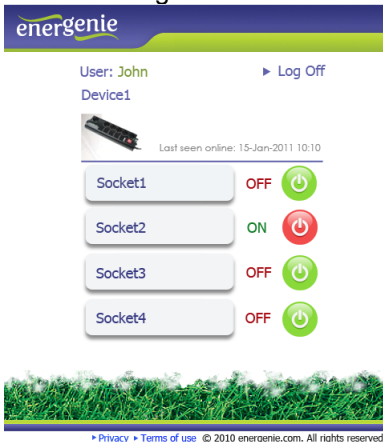 energenie
User: John ► Log Off
Device1
Last seen online: 15-Jan-2011 10:10
Socket1 OFF
Socket2 ON
Socket3 OFF
Socket4 OFF
► Privacy ► Terms of use © 2010 energenie.com. All rights reserved